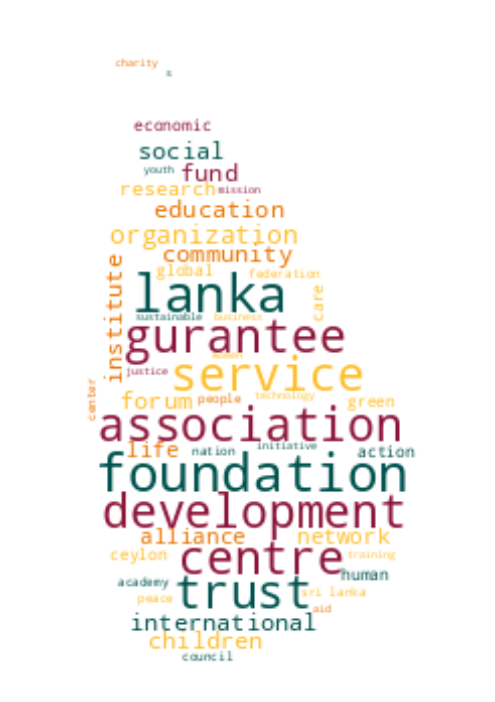 charity
s
economic
social
youth fund
research mission
education
organization
community
global federation
institute
lanka
care
sustainable business
gurantee
women
justice service
center
people technology
forum green
association
life nation initiative action
foundation
development
alliance network
ceylon centre training
academy trust human
peace sri lanka
aid
international
children
council